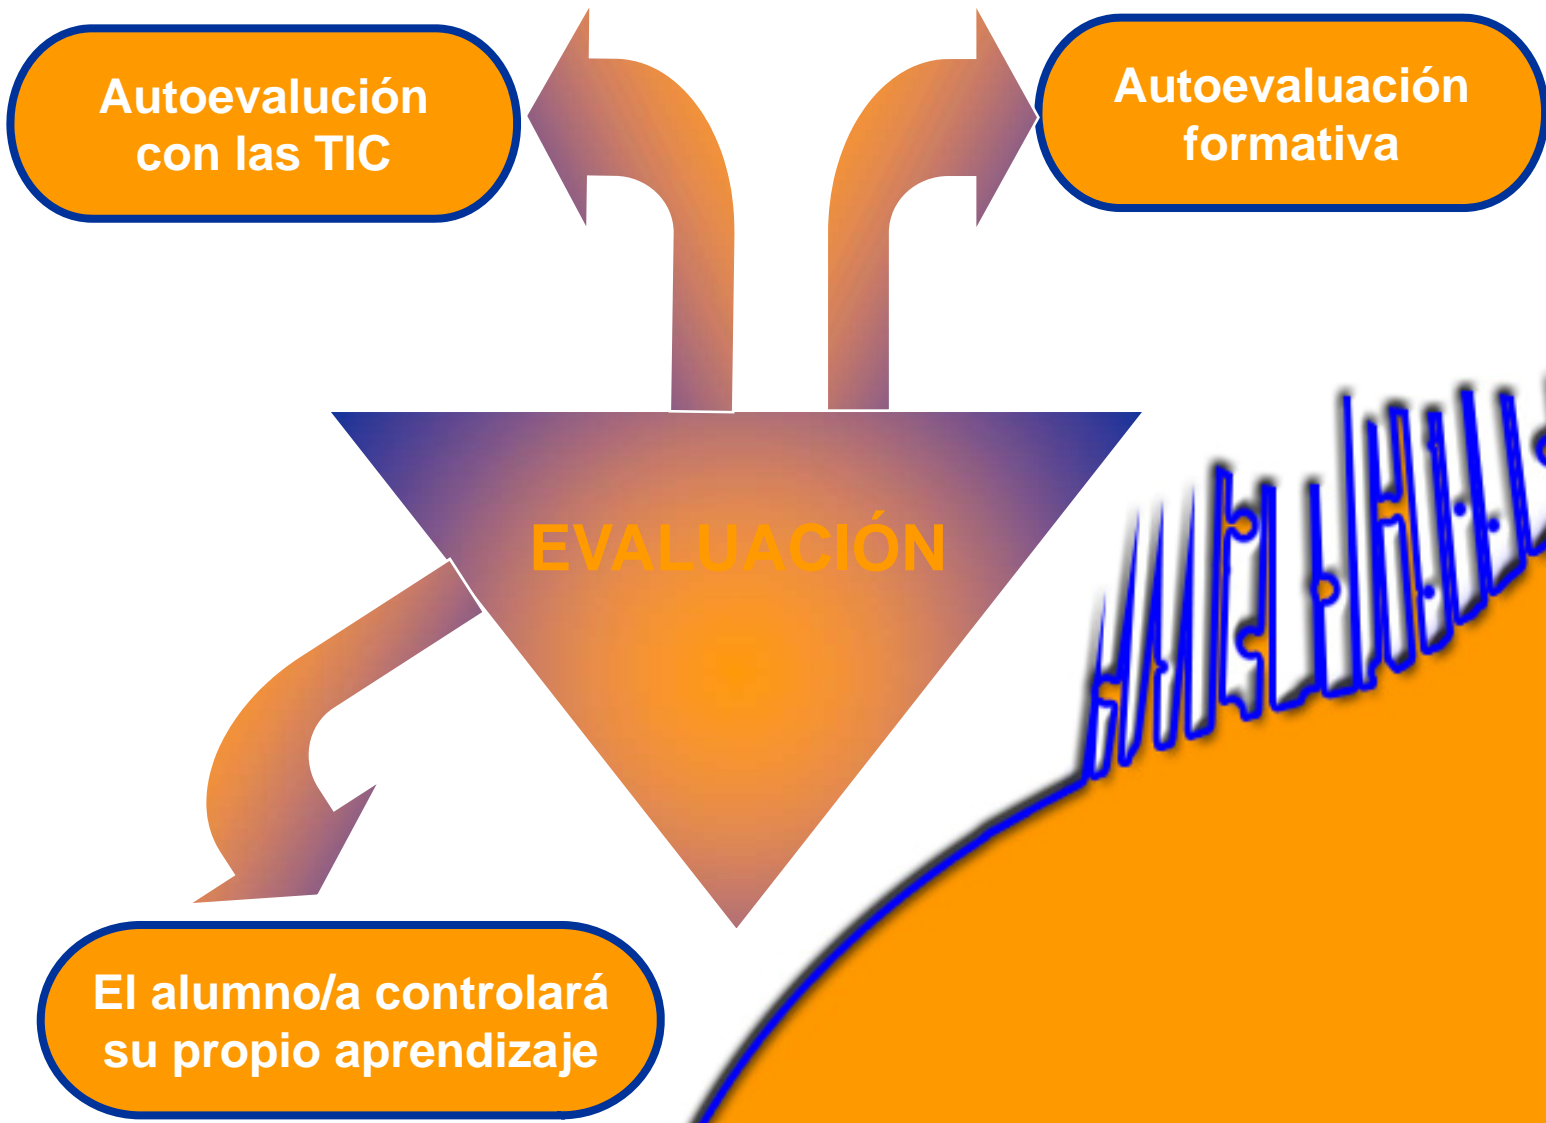 Autoevalución
con las TIC
Autoevaluación
formativa
EVALUACIÓN
El alumno/a controlará
su propio aprendizaje